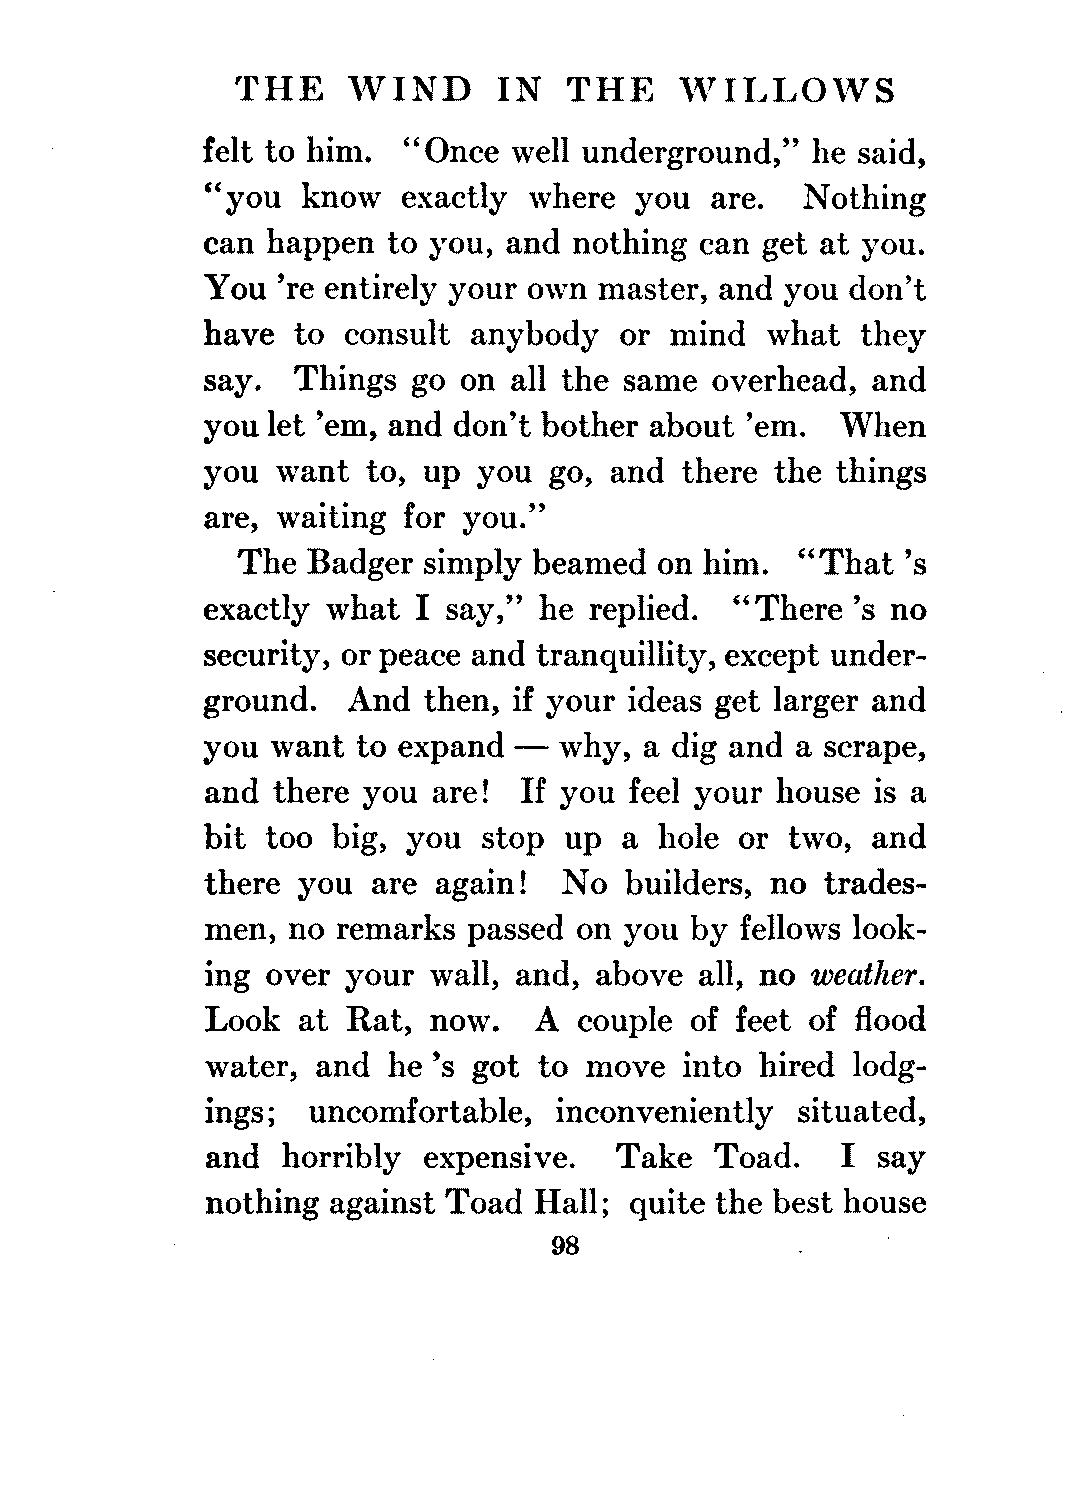 THE WIND IN THE WILLOWS
felt to him. “Once well underground,” he said,
“you know exactly where you are. Nothing
can happen to you, and nothing can get at you.
You ’re entirely your own master, and you don’t
have to consult anybody or mind what they
say. Things go on all the same overhead, and
you let ’em, and don’t bother about ’em. When
you want to, up you go, and there the things
are, waiting for you.”
The Badger simply beamed on him. “That ’s
exactly what I say,” he replied. “There ’s no
security, or peace and tranquillity, except under-
ground. And then, if your ideas get larger and
you want to expand — why, a dig and a scrape,
and there you are! If you feel your house is a
bit too big, you stop up a hole or two, and
there you are again! No builders, no trades-
men, no remarks passed on you by fellows look-
ing over your wall, and, above all, no weather.
Look at Rat, now. A couple of feet of flood
water, and he ’s got to move into hired lodg-
ings; uncomfortable, inconveniently situated,
and horribly expensive. Take Toad. I say
nothing against Toad Hall; quite the best house
98